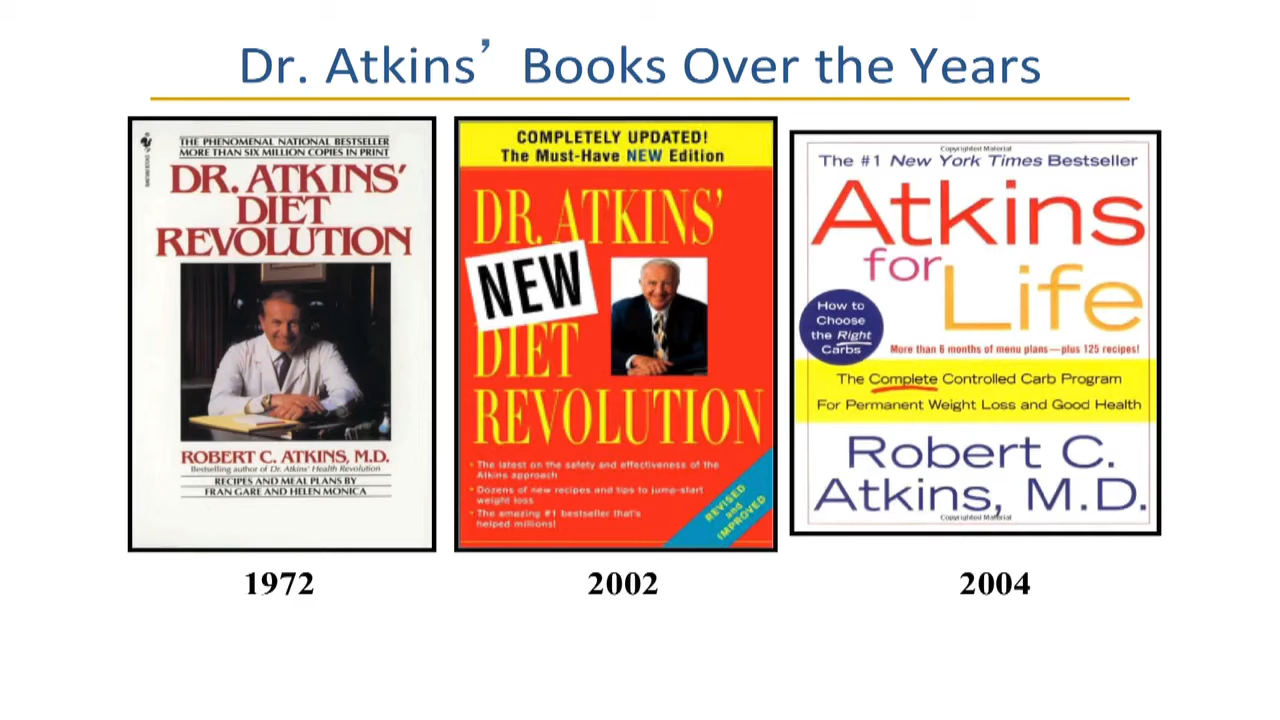 Dr. Atkins’ Books Over the Years
THE PHENOMENAL NATIONAL BESTSELLER
MORE THAN SIX MILLION COPIES IN PRINT
DR. ATKINS'
DIET
REVOLUTION
ROBERT C. ATKINS, M.D.
Bestselling author of Dr. Atkins' Health Revolution
RECIPES AND MEAL PLANS BY
FRAN GARE AND HELEN MONICA
1972
COMPLETELY UPDATED!
The Must-Have NEW Edition
DR. ATKINS'
NEW
DIET
REVOLUTION
• The latest on the safety and effectiveness of the
Atkins approach
• Dozens of new recipes and tips to jump-start
weight loss
• The amazing #1 bestseller that's
helped millions!
REVISED
and
IMPROVED
2002
Copyrighted Material
The #1 New York Times Bestseller
Atkins
for
Life
How to
Choose
the Right
Carbs
More than 6 months of menu plans—plus 125 recipes!
The Complete Controlled Carb Program
For Permanent Weight Loss and Good Health
Robert C.
Atkins, M.D.
Copyrighted Material
2004